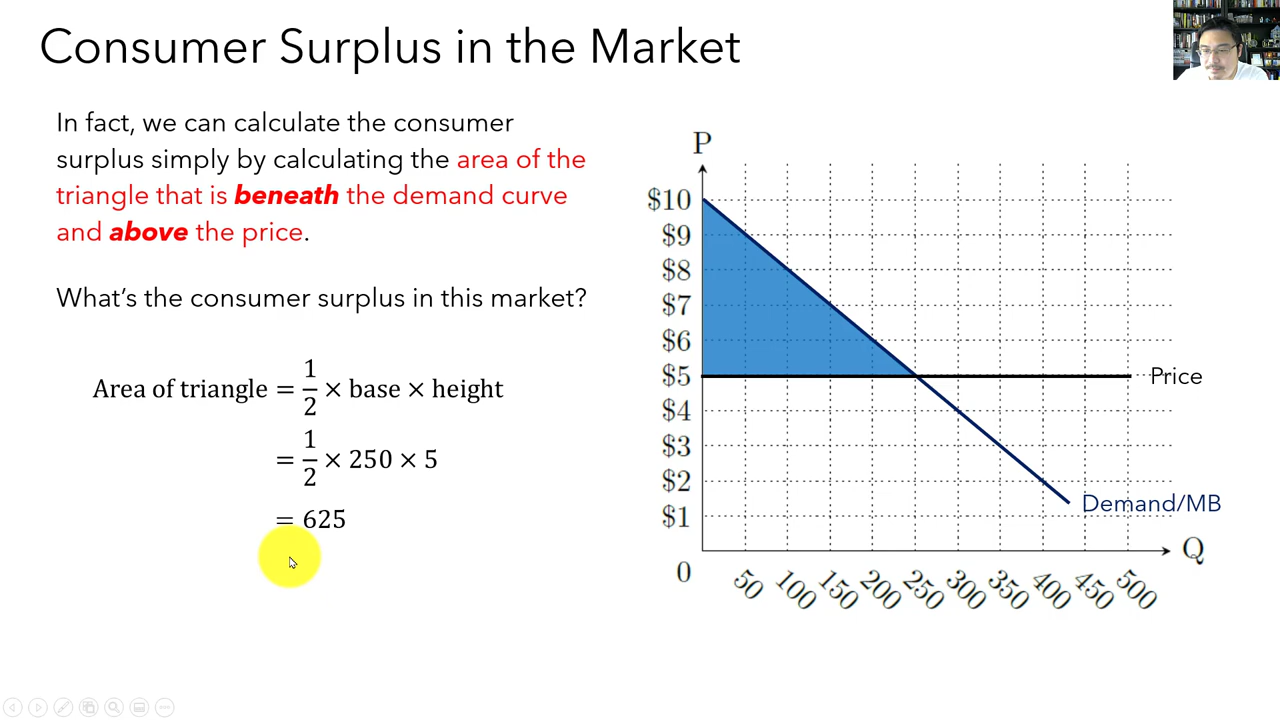 Consumer Surplus in the Market
In fact, we can calculate the consumer
surplus simply by calculating the area of the
triangle that is beneath the demand curve
and above the price.
What's the consumer surplus in this market?
Area of triangle = 1/2 × base × height
= 1/2 × 250 × 5
= 625
P
$10
$9
$8
$7
$6
$5
$4
$3
$2
$1
0
Price
Demand/MB
Q
50 100 150 200 250 300 350 400 450 500